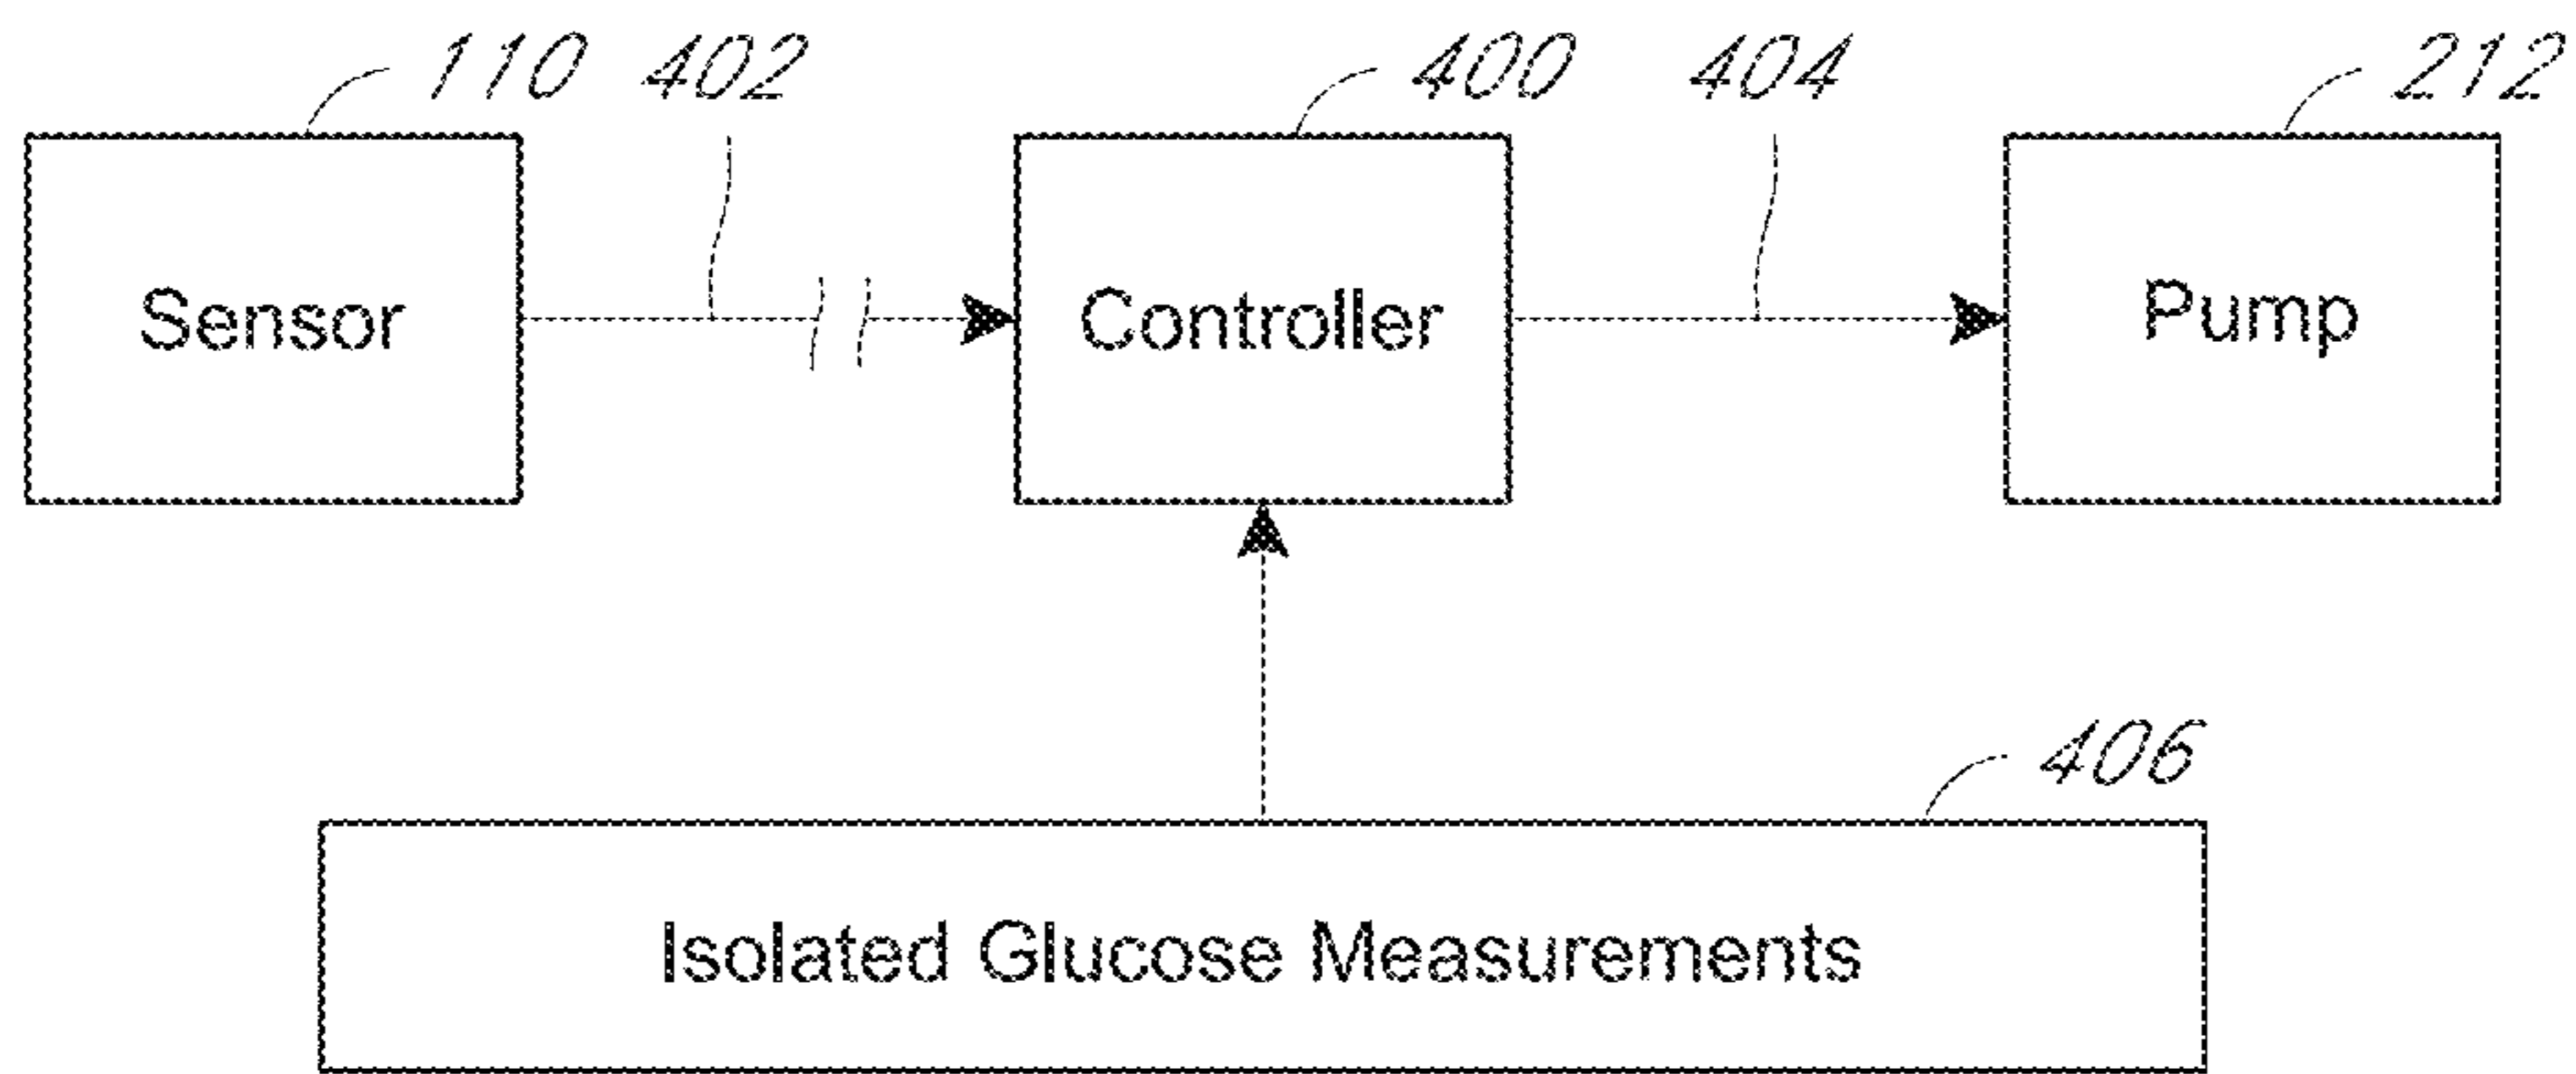 110
402
400
404
212
Sensor
Controller
Pump
406
Isolated Glucose Measurements